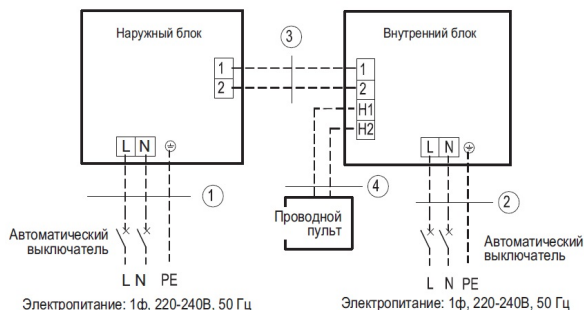 Наружный блок
Внутренний блок
3
1
2
1
2
H1
H2
L N
L N
1
4
2
Проводной
пульт
Автоматический
выключатель
Автоматический
выключатель
L N PE
L N PE
Электропитание: 1ф, 220-240В, 50 Гц
Электропитание: 1ф, 220-240В, 50 Гц